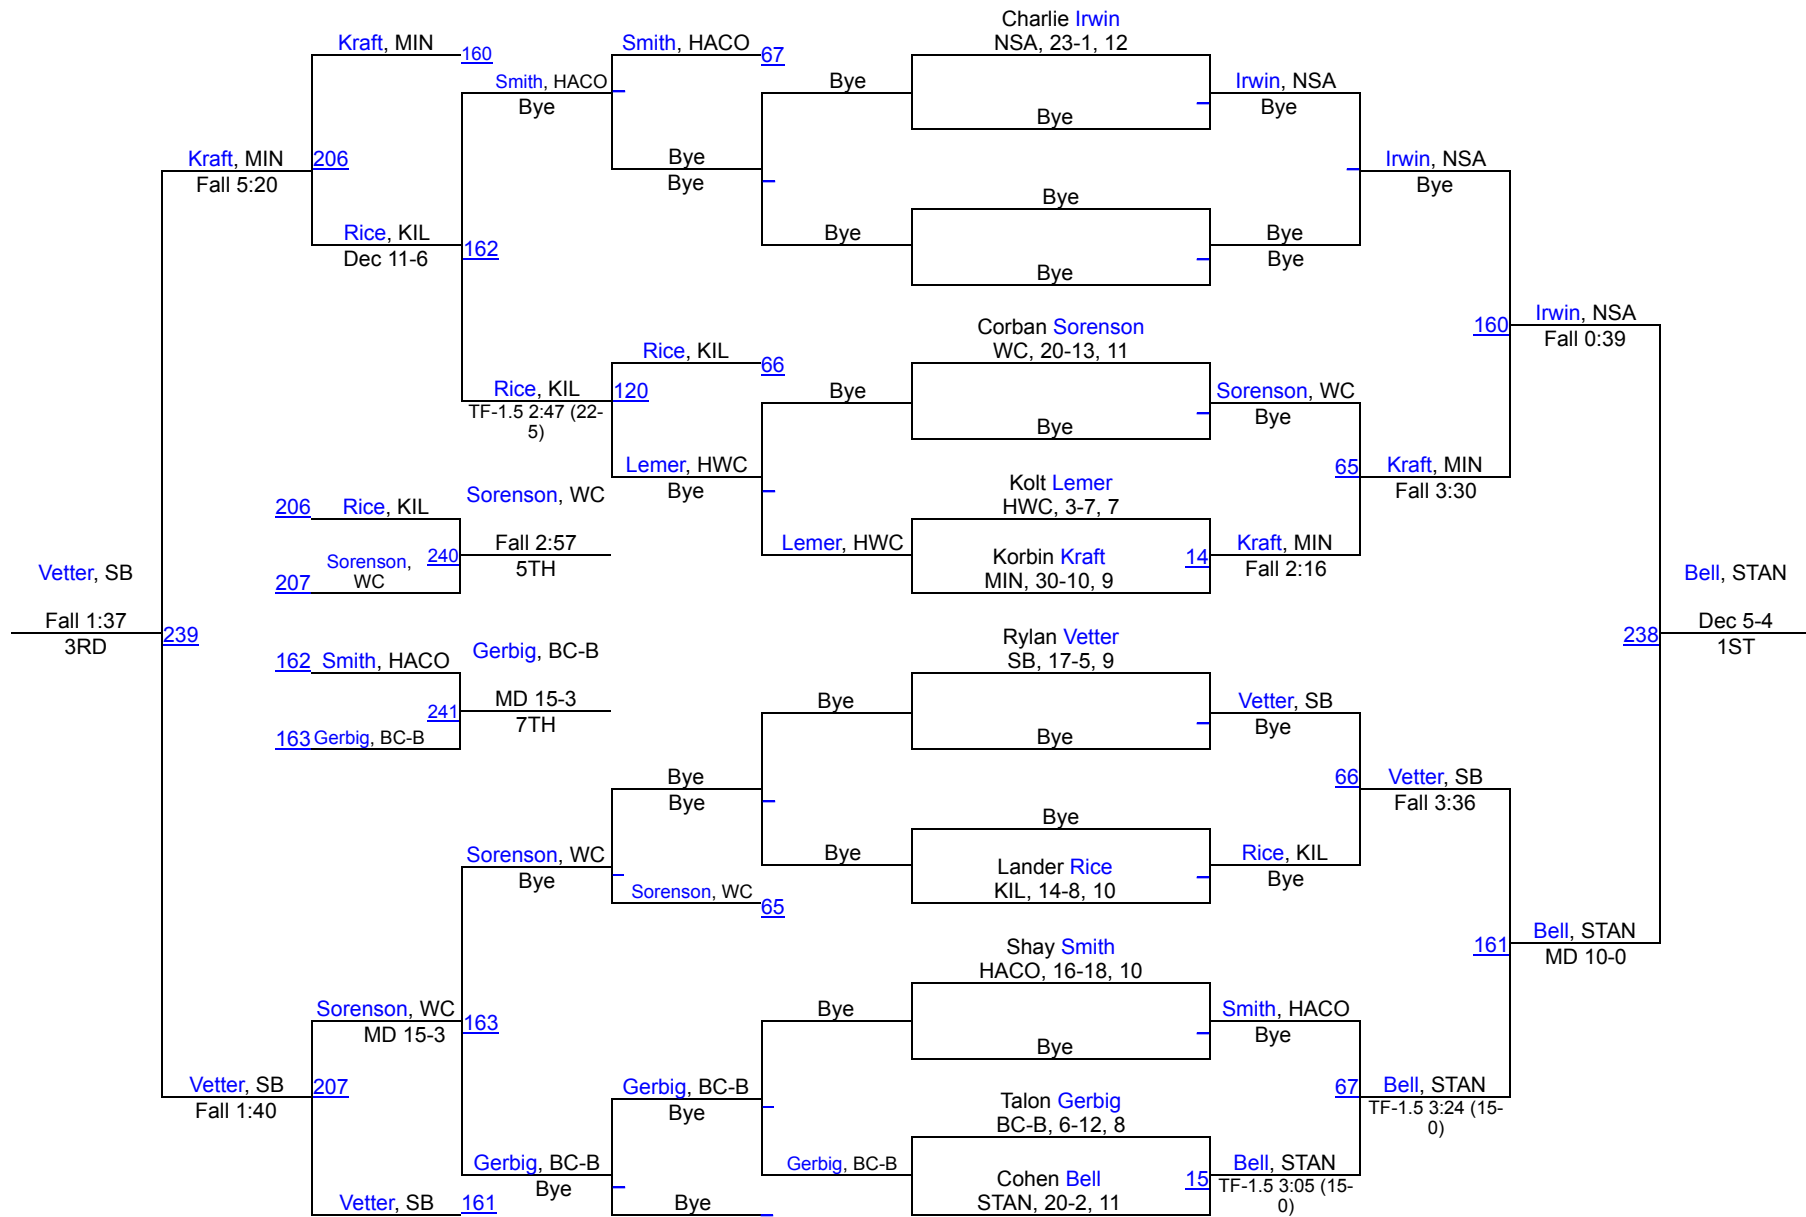 Charlie Irwin
NSA, 23-1, 12
Bye
Bye
Bye
Corban Sorenson
WC, 20-13, 11
Bye
Kolt Lemer
HWC, 3-7, 7
Korbin Kraft
MIN, 30-10, 9
14
Rylan Vetter
SB, 17-5, 9
Bye
Bye
Lander Rice
KIL, 14-8, 10
Shay Smith
HACO, 16-18, 10
Bye
Talon Gerbig
BC-B, 6-12, 8
Cohen Bell
STAN, 20-2, 11
15
Irwin, NSA
Bye
Bye
Bye
Sorenson, WC
Bye
65
Kraft, MIN
Fall 2:16
Vetter, SB
Bye
66
Rice, KIL
Bye
Smith, HACO
Bye
67
Bell, STAN
TF-1.5 3:05 (15-
0)
Irwin, NSA
Bye
160
Kraft, MIN
Fall 3:30
Vetter, SB
Fall 3:36
161
Bell, STAN
TF-1.5 3:24 (15-
0)
Irwin, NSA
Fall 0:39
238
Bell, STAN
MD 10-0
Bell, STAN
Dec 5-4
1ST
Bye
Bye
Bye
Lemer, HWC
Bye
Bye
Bye
Gerbig, BC-B
Smith, HACO
67
Bye
Bye
Rice, KIL
66
Lemer, HWC
Bye
Bye
Bye
Sorenson, WC
65
Gerbig, BC-B
Bye
Bye
Smith, HACO
Bye
Rice, KIL
120
TF-1.5 2:47 (22-
5)
Sorenson, WC
Bye
Gerbig, BC-B
Bye
Kraft, MIN
160
Rice, KIL
162
Dec 11-6
Sorenson, WC
163
MD 15-3
Vetter, SB
161
Kraft, MIN
206
Fall 5:20
Vetter, SB
207
Fall 1:40
Vetter, SB
Fall 1:37
239
3RD
206
Rice, KIL
Sorenson,
WC
207
240
Sorenson, WC
Fall 2:57
5TH
162
Smith, HACO
163
Gerbig, BC-B
241
Gerbig, BC-B
MD 15-3
7TH